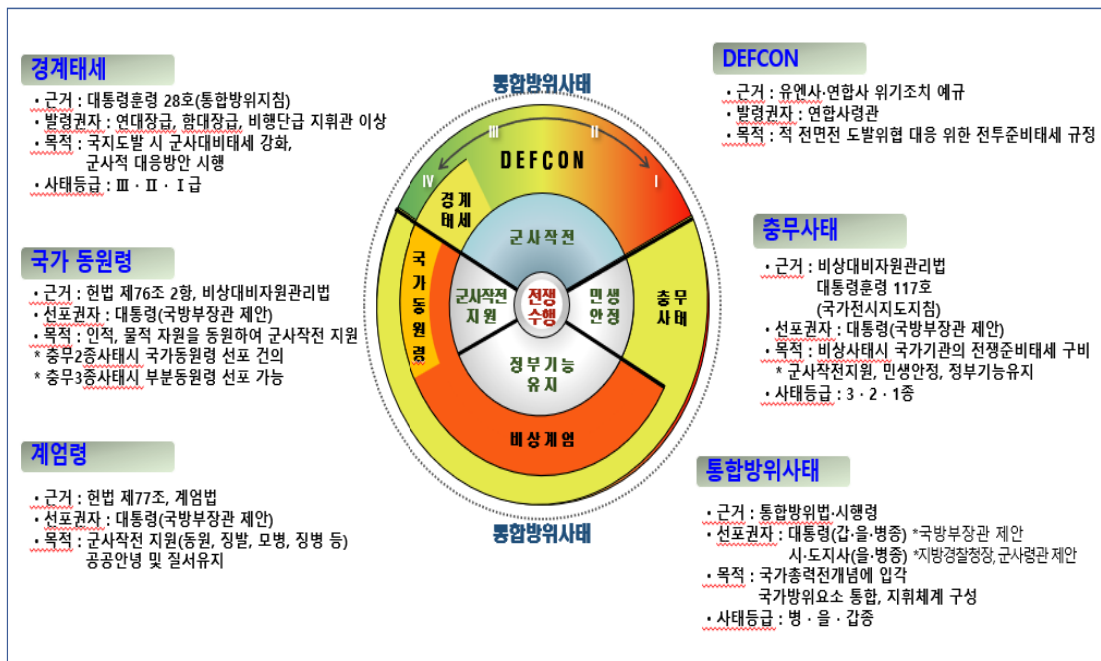 경계태세
• 근거 : 대통령훈령 28호(통합방위지침)
• 발령권자 : 연대장급, 함대장급, 비행단급 지휘관 이상
• 목적 : 국지도발 시 군사대비태세 강화,
군사적 대응방안 시행
• 사태등급 : Ⅲ · Ⅱ · Ⅰ급
국가 동원령
• 근거 : 헌법 제76조 2항, 비상대비자원관리법
• 선포권자 : 대통령(국방부장관 제안)
• 목적 : 인적, 물적 자원을 동원하여 군사작전 지원
* 충무2종사태시 국가동원령 선포 건의
* 충무3종사태시 부분동원령 선포 가능
계엄령
• 근거 : 헌법 제77조, 계엄법
• 선포권자 : 대통령(국방부장관 제안)
• 목적 : 군사작전 지원(동원, 징발, 모병, 징병 등)
공공안녕 및 질서유지
통합방위사태
Ⅲ
Ⅱ
DEFCON
Ⅳ
Ⅰ
경계
태세
군사작전
국가동원령
군사작전
지원
전쟁
수행
민생
안정
충무
사태
정부기능
유지
비상계엄
통합방위사태
DEFCON
• 근거 : 유엔사·연합사 위기조치 예규
• 발령권자 : 연합사령관
• 목적 : 적 전면전 도발위협 대응 위한 전투준비태세 규정
충무사태
• 근거 : 비상대비자원관리법
대통령훈령 117호
(국가전시지도지침)
• 선포권자 : 대통령(국방부장관 제안)
• 목적 : 비상사태시 국가기관의 전쟁준비태세 구비
* 군사작전지원, 민생안정, 정부기능유지
• 사태등급 : 3 · 2 · 1종
통합방위사태
• 근거 : 통합방위법·시행령
• 선포권자 : 대통령(갑·을·병종) *국방부장관 제안
시·도지사(을·병종) *지방경찰청장, 군사령관 제안
• 목적 : 국가총력전개념에 입각
국가방위요소 통합, 지휘체계 구성
• 사태등급 : 병 · 을 · 갑종